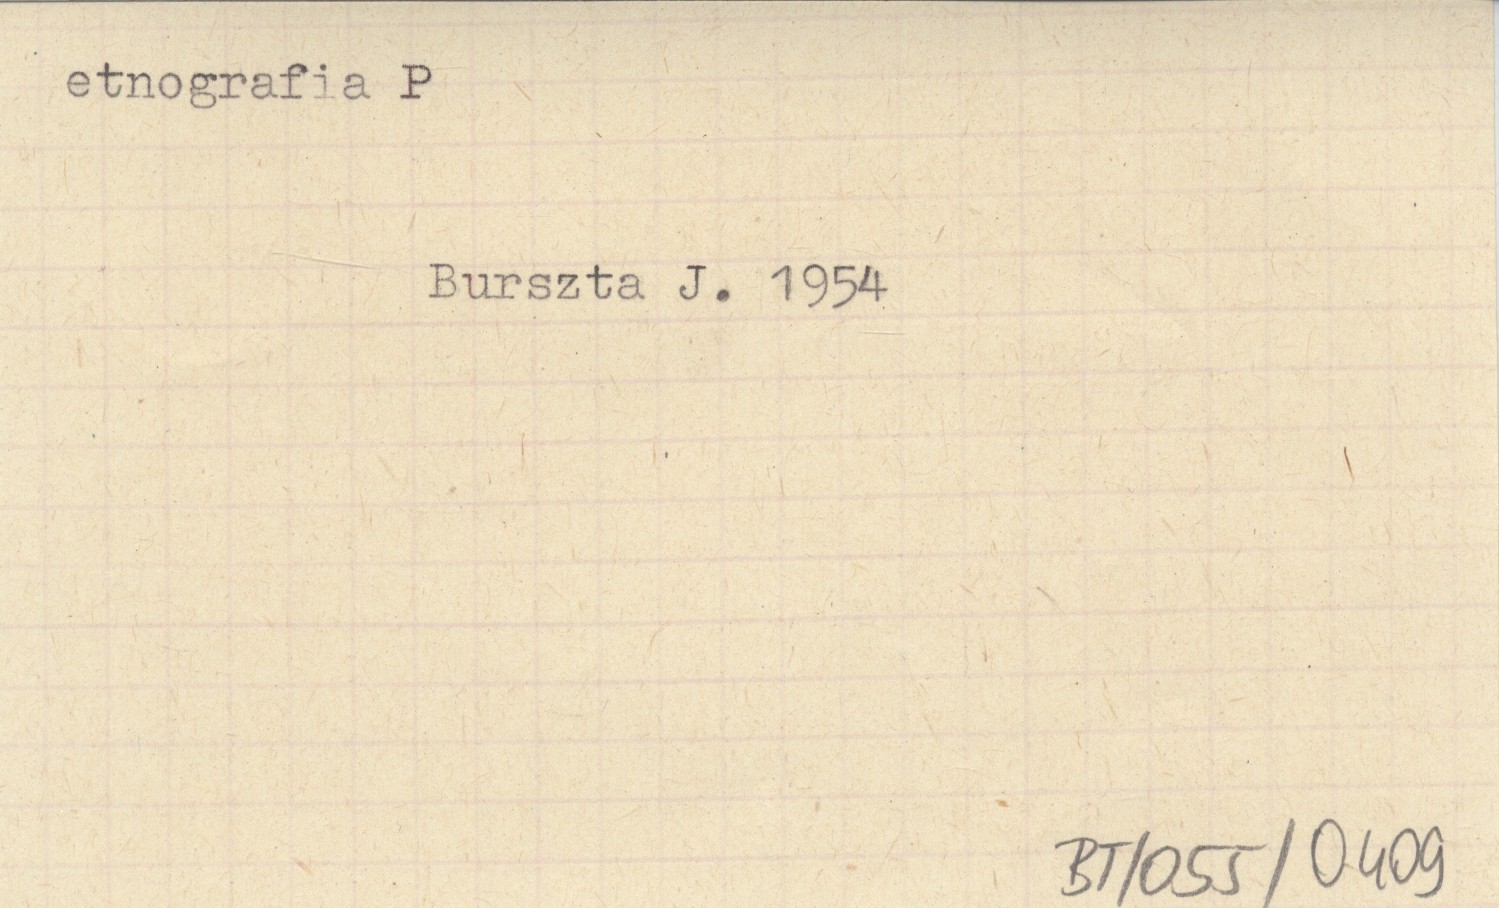 etnografia P
Burszta J. 1954
BT/055/0409